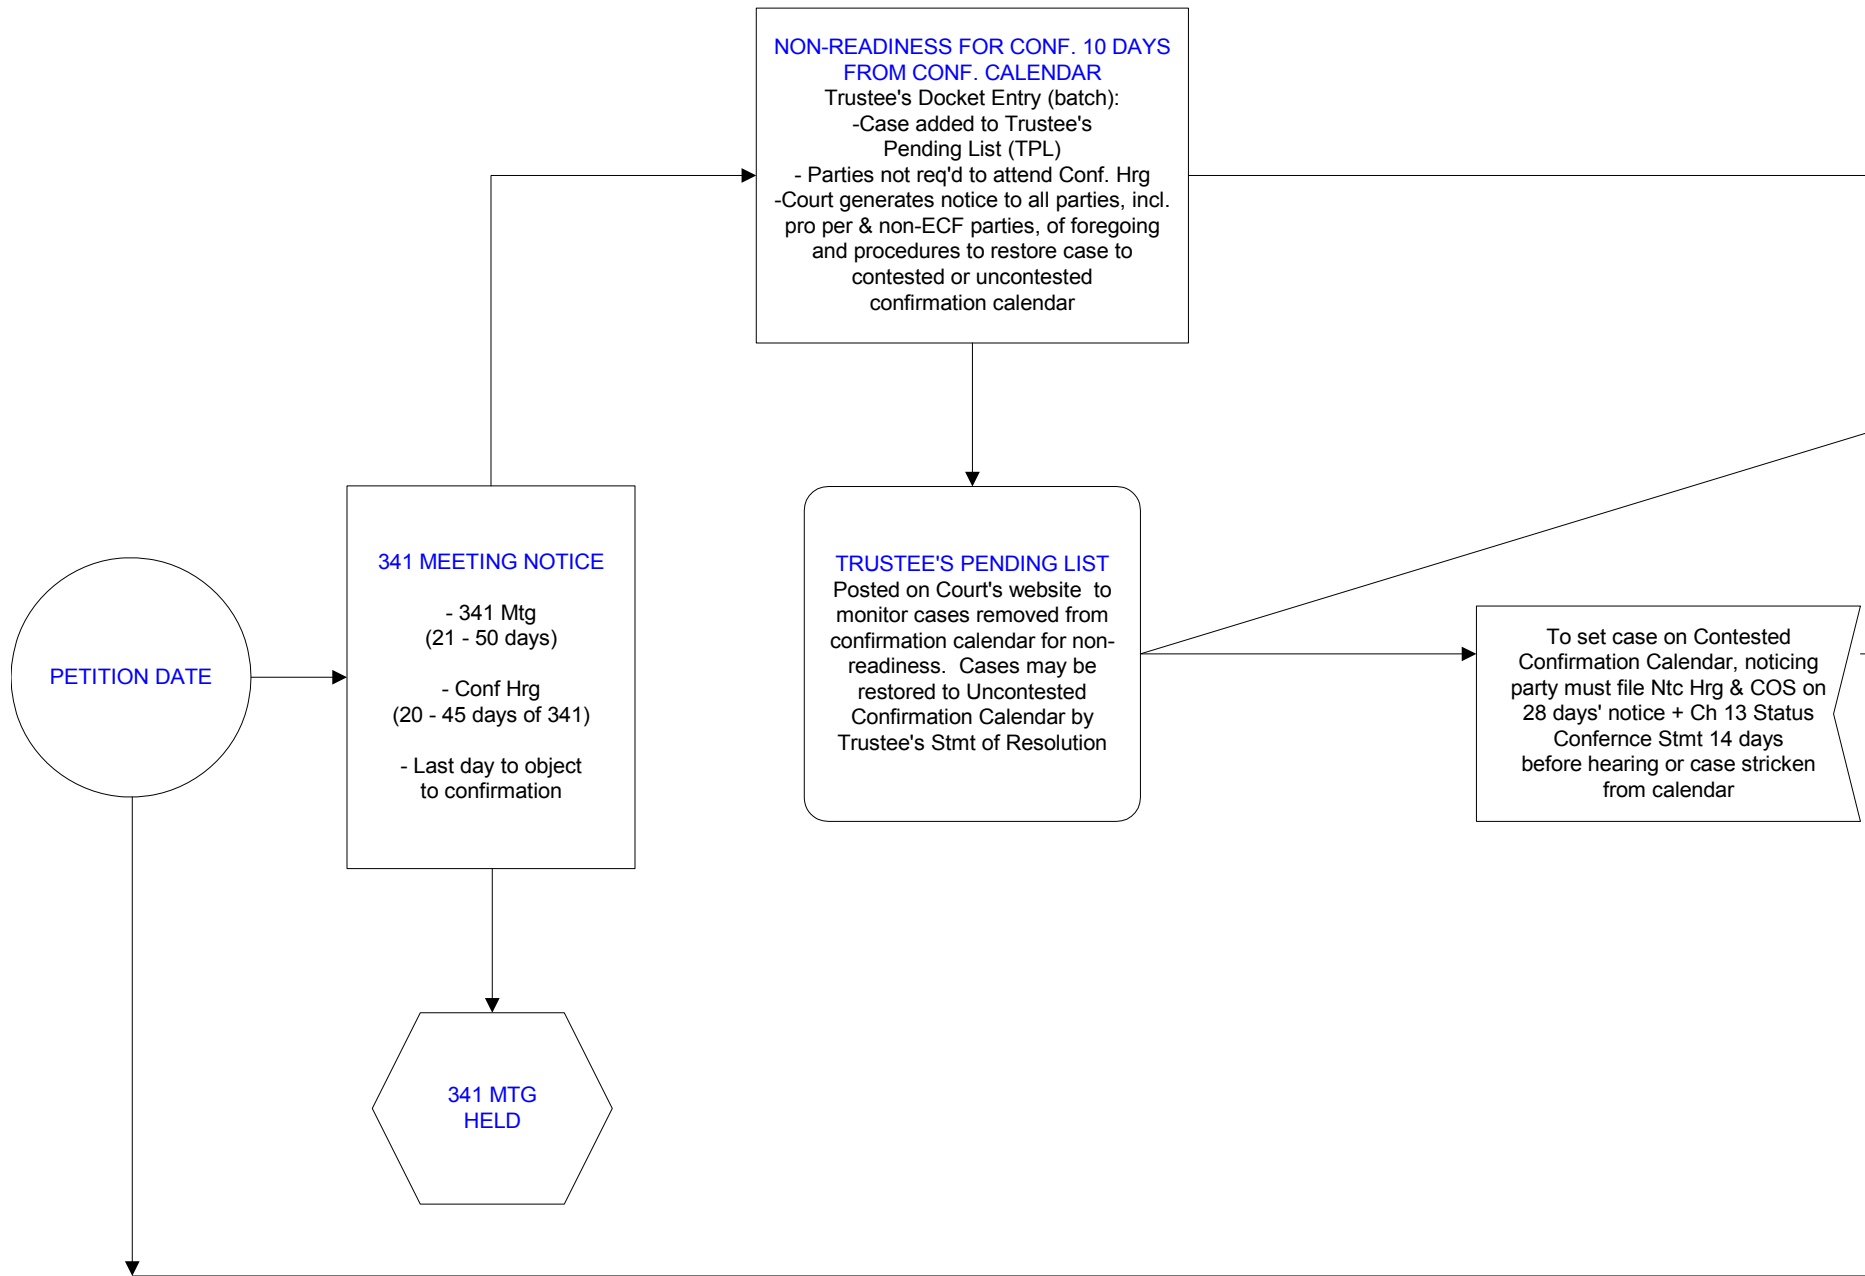 NON-READINESS FOR CONF. 10 DAYS
FROM CONF. CALENDAR
Trustee's Docket Entry (batch):
-Case added to Trustee's
Pending List (TPL)
- Parties not req'd to attend Conf. Hrg
-Court generates notice to all parties, incl.
pro per & non-ECF parties, of foregoing
and procedures to restore case to
contested or uncontested
confirmation calendar
PETITION DATE
341 MEETING NOTICE
- 341 Mtg
(21 - 50 days)
- Conf Hrg
(20 - 45 days of 341)
- Last day to object
to confirmation
TRUSTEE'S PENDING LIST
Posted on Court's website to
monitor cases removed from
confirmation calendar for non-
readiness. Cases may be
restored to Uncontested
Confirmation Calendar by
Trustee's Stmt of Resolution
To set case on Contested
Confirmation Calendar, noticing
party must file Ntc Hrg & COS on
28 days' notice + Ch 13 Status
Confernce Stmt 14 days
before hearing or case stricken
from calendar
341 MTG
HELD